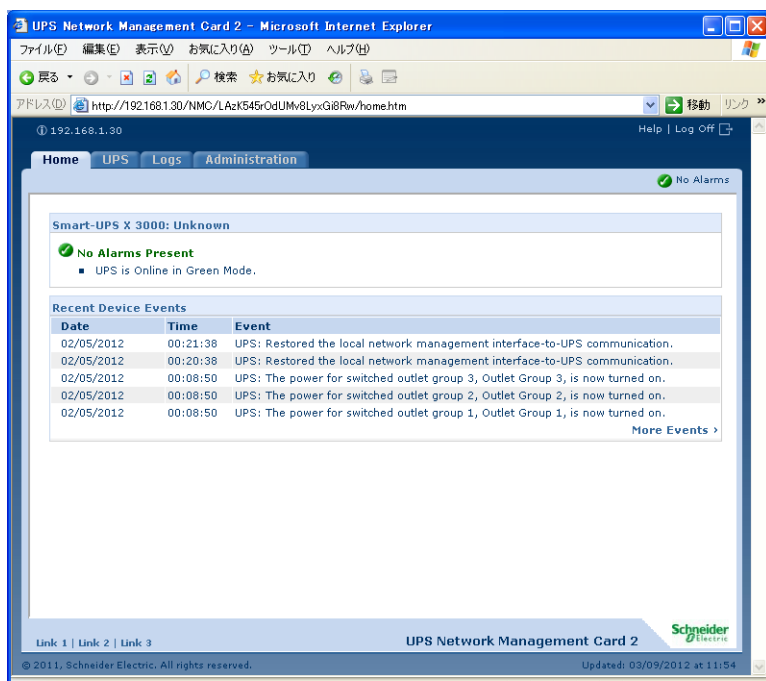 UPS Network Management Card 2 - Microsoft Internet Explorer
ファイル(F) 編集(E) 表示(V) お気に入り(A) ツール(T) ヘルプ(H)
戻る 検索 お気に入り
アドレス(D) http://192.168.1.30/NMC/LAzK545rOdUMv8LyxGi8Rw/home.htm 移動 リンク »
192.168.1.30 Help | Log Off
Home UPS Logs Administration
No Alarms
Smart-UPS X 3000: Unknown
No Alarms Present
UPS is Online in Green Mode.
Recent Device Events
Date Time Event
02/05/2012 00:21:38 UPS: Restored the local network management interface-to-UPS communication.
02/05/2012 00:20:38 UPS: Restored the local network management interface-to-UPS communication.
02/05/2012 00:08:50 UPS: The power for switched outlet group 3, Outlet Group 3, is now turned on.
02/05/2012 00:08:50 UPS: The power for switched outlet group 2, Outlet Group 2, is now turned on.
02/05/2012 00:08:50 UPS: The power for switched outlet group 1, Outlet Group 1, is now turned on.
More Events ›
Link 1 | Link 2 | Link 3 UPS Network Management Card 2 Schneider Electric
© 2011, Schneider Electric. All rights reserved. Updated: 03/09/2012 at 11:54